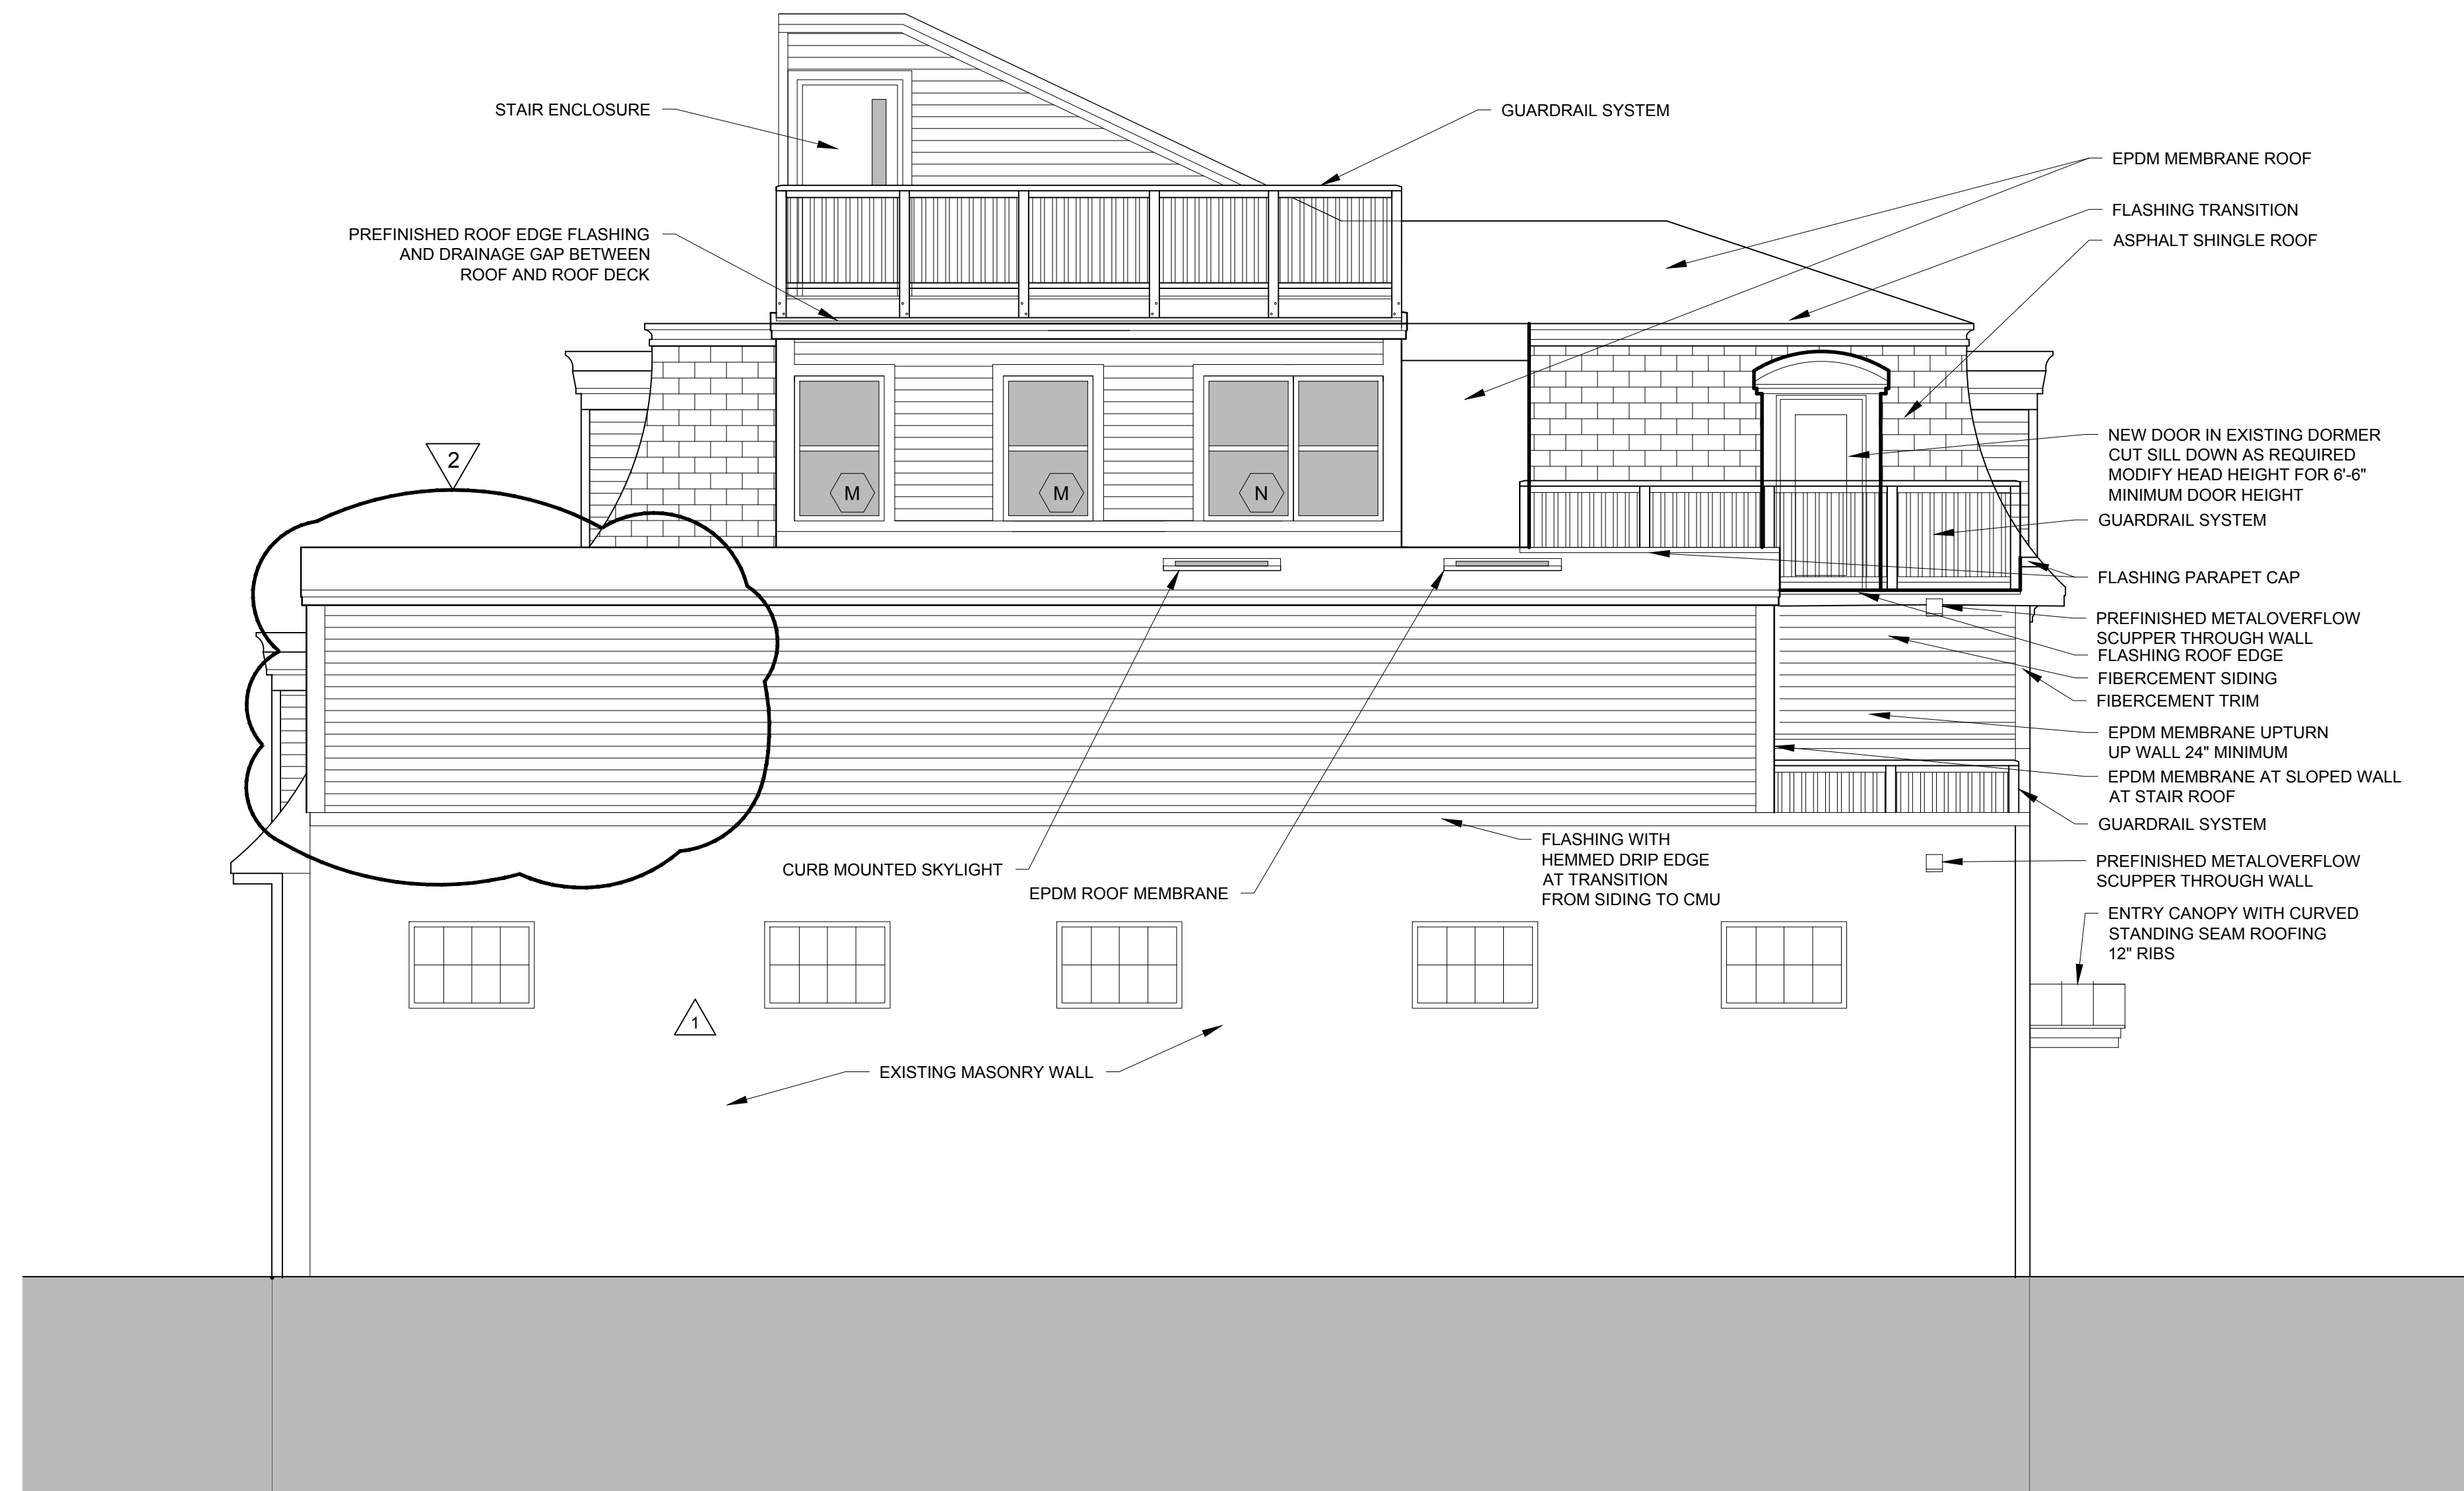 STAIR ENCLOSURE
GUARDRAIL SYSTEM
EPDM MEMBRANE ROOF
FLASHING TRANSITION
ASPHALT SHINGLE ROOF
PREFINISHED ROOF EDGE FLASHING
AND DRAINAGE GAP BETWEEN
ROOF AND ROOF DECK
2
M
M
N
NEW DOOR IN EXISTING DORMER
CUT SILL DOWN AS REQUIRED
MODIFY HEAD HEIGHT FOR 6'-6"
MINIMUM DOOR HEIGHT
GUARDRAIL SYSTEM
FLASHING PARAPET CAP
PREFINISHED METALOVERFLOW
SCUPPER THROUGH WALL
FLASHING ROOF EDGE
FIBERCEMENT SIDING
FIBERCEMENT TRIM
EPDM MEMBRANE UPTURN
UP WALL 24" MINIMUM
EPDM MEMBRANE AT SLOPED WALL
AT STAIR ROOF
GUARDRAIL SYSTEM
PREFINISHED METALOVERFLOW
SCUPPER THROUGH WALL
ENTRY CANOPY WITH CURVED
STANDING SEAM ROOFING
12" RIBS
CURB MOUNTED SKYLIGHT
EPDM ROOF MEMBRANE
FLASHING WITH
HEMMED DRIP EDGE
AT TRANSITION
FROM SIDING TO CMU
1
EXISTING MASONRY WALL